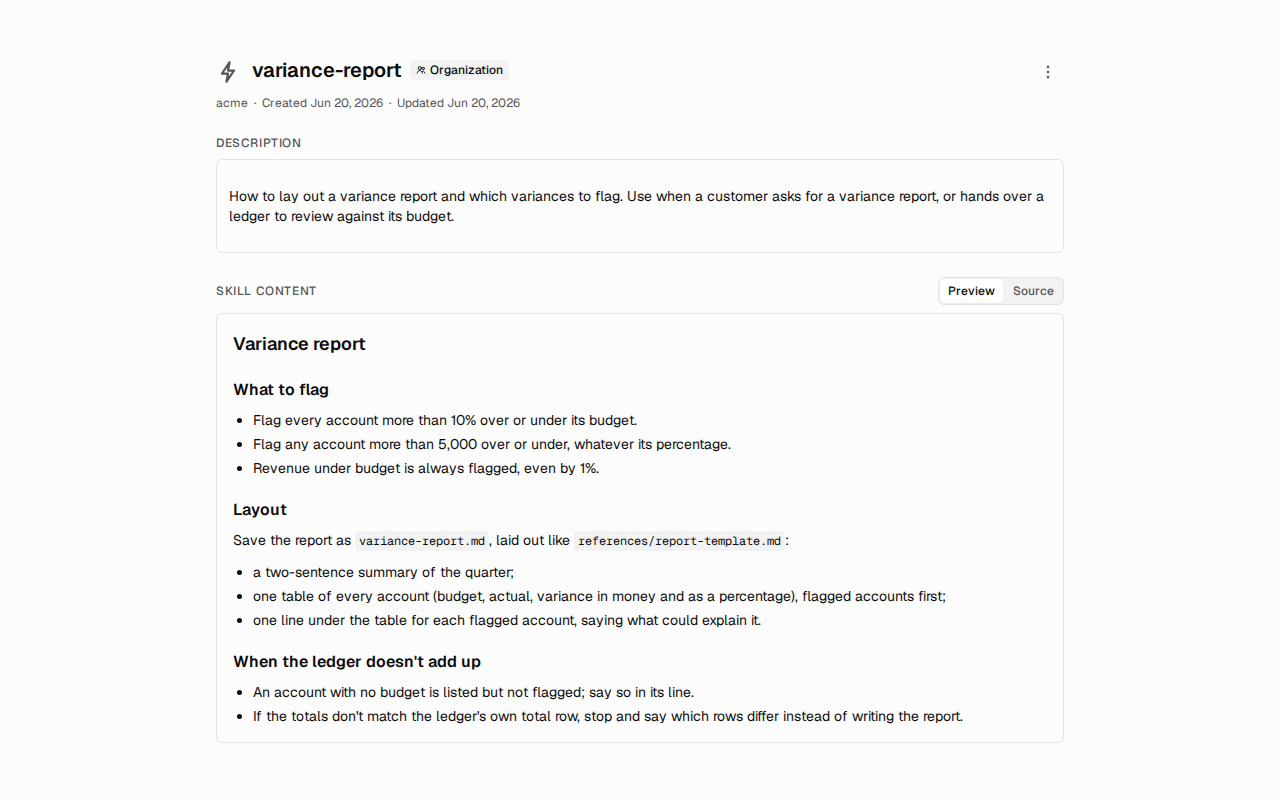 variance-report Organization
acme · Created Jun 20, 2026 · Updated Jun 20, 2026
DESCRIPTION
How to lay out a variance report and which variances to flag. Use when a customer asks for a variance report, or hands over a
ledger to review against its budget.
SKILL CONTENT
Preview Source
Variance report
What to flag
• Flag every account more than 10% over or under its budget.
• Flag any account more than 5,000 over or under, whatever its percentage.
• Revenue under budget is always flagged, even by 1%.
Layout
Save the report as variance-report.md, laid out like references/report-template.md:
• a two-sentence summary of the quarter;
• one table of every account (budget, actual, variance in money and as a percentage), flagged accounts first;
• one line under the table for each flagged account, saying what could explain it.
When the ledger doesn't add up
• An account with no budget is listed but not flagged; say so in its line.
• If the totals don't match the ledger's own total row, stop and say which rows differ instead of writing the report.